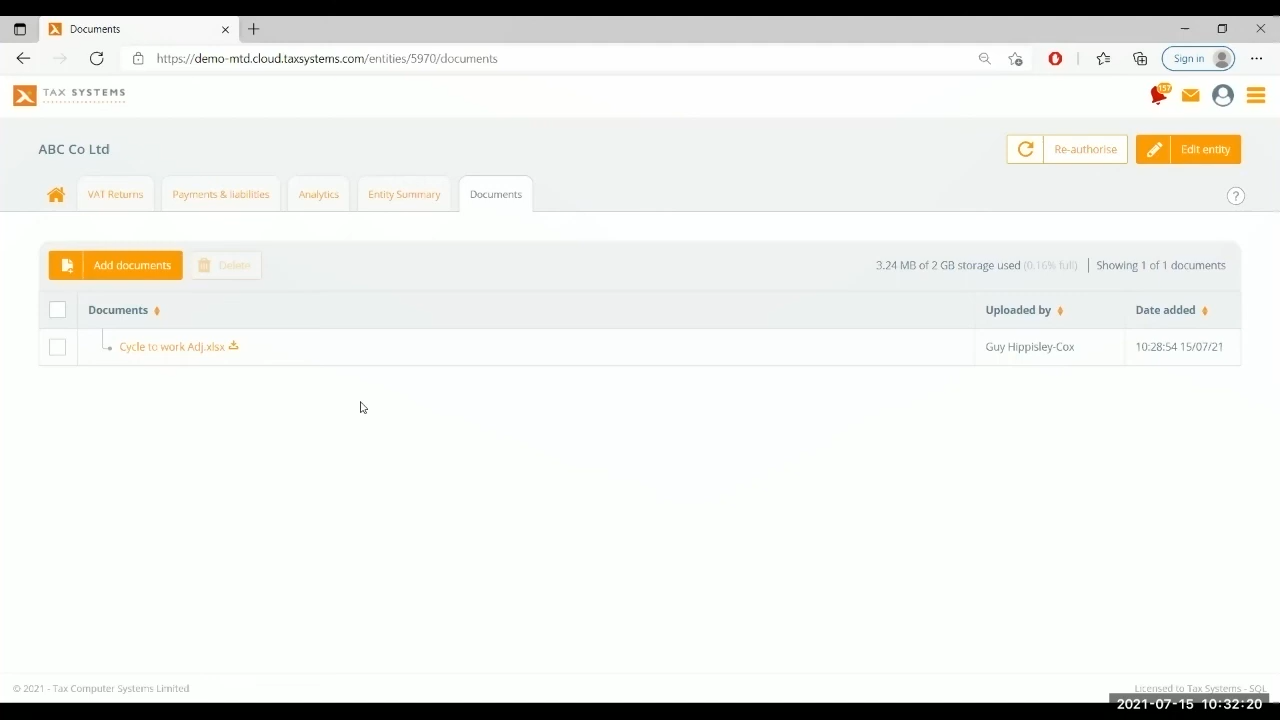 Documents
https://demo-mtd.cloud.taxsystems.com/entities/5970/documents
Sign in
TAX SYSTEMS
ABC Co Ltd
Re-authorise
Edit entity
VAT Returns
Payments & liabilities
Analytics
Entity Summary
Documents
?
Add documents
Delete
3.24 MB of 2 GB storage used (0.16% full)
Showing 1 of 1 documents
Documents
Uploaded by
Date added
Cycle to work Adj.xlsx
Guy Hippisley-Cox
10:28:54 15/07/21
© 2021 - Tax Computer Systems Limited
Licensed to Tax Systems - SQL
2021-07-15 10:32:20